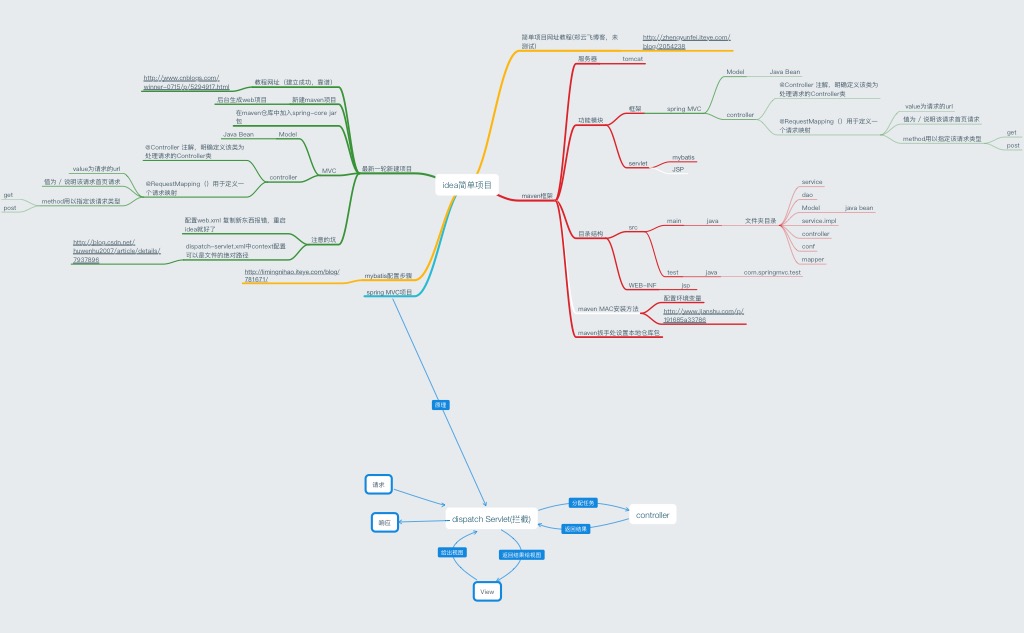 idea简单项目
简单项目网址教程(郑云飞博客，未
测试)
http://zhengyunfei.iteye.com/
blog/2054238
maven框架
服务器
tomcat
功能模块
框架
spring MVC
Model
Java Bean
controller
@Controller 注解，明确定义该类为
处理请求的Controller类
@RequestMapping（）用于定义一
个请求映射
value为请求的url
值为 / 说明该请求首页请求
method用以指定该请求类型
get
post
servlet
mybatis
JSP
目录结构
src
main
java
文件夹目录
service
dao
Model
java bean
service.impl
controller
conf
mapper
test
java
com.springmvc.test
WEB-INF
jsp
maven MAC安装方法
配置环境变量
http://www.jianshu.com/p/
191685a33786
maven扳手处设置本地仓库包
最新一轮新建项目
教程网址（建立成功，靠谱）
http://www.cnblogs.com/
winner-0715/p/5294917.html
新建maven项目
后台生成web项目
在maven仓库中加入spring-core jar
包
MVC
Model
Java Bean
controller
@Controller 注解，明确定义该类为
处理请求的Controller类
@RequestMapping（）用于定义一
个请求映射
value为请求的url
值为 / 说明该请求首页请求
method用以指定该请求类型
get
post
注意的坑
配置web.xml 复制新东西报错，重启
idea就好了
dispatch-servlet.xml中context配置
可以是文件的绝对路径
http://blog.csdn.net/
huwenhu2007/article/details/
7937898
mybatis配置步骤
http://limingnihao.iteye.com/blog/
781671/
spring MVC项目
原理
请求
响应
dispatch Servlet(拦截)
分配任务
返回结果
controller
给出视图
返回结果给视图
View